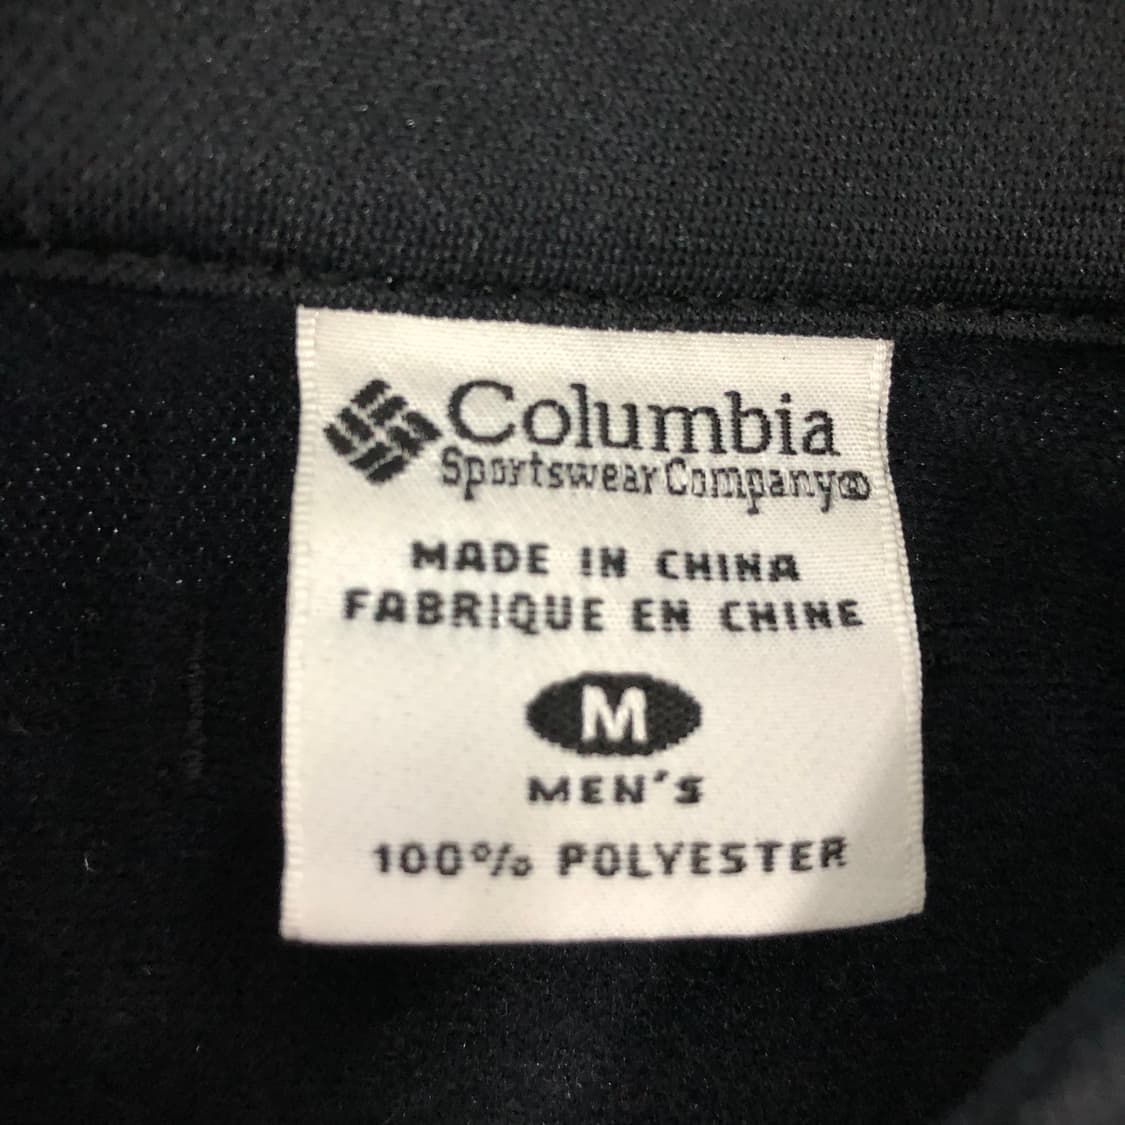 Columbia
Sportswear Company®
MADE IN CHINA
FABRIQUE EN CHINE
M
MEN'S
100% POLYESTER